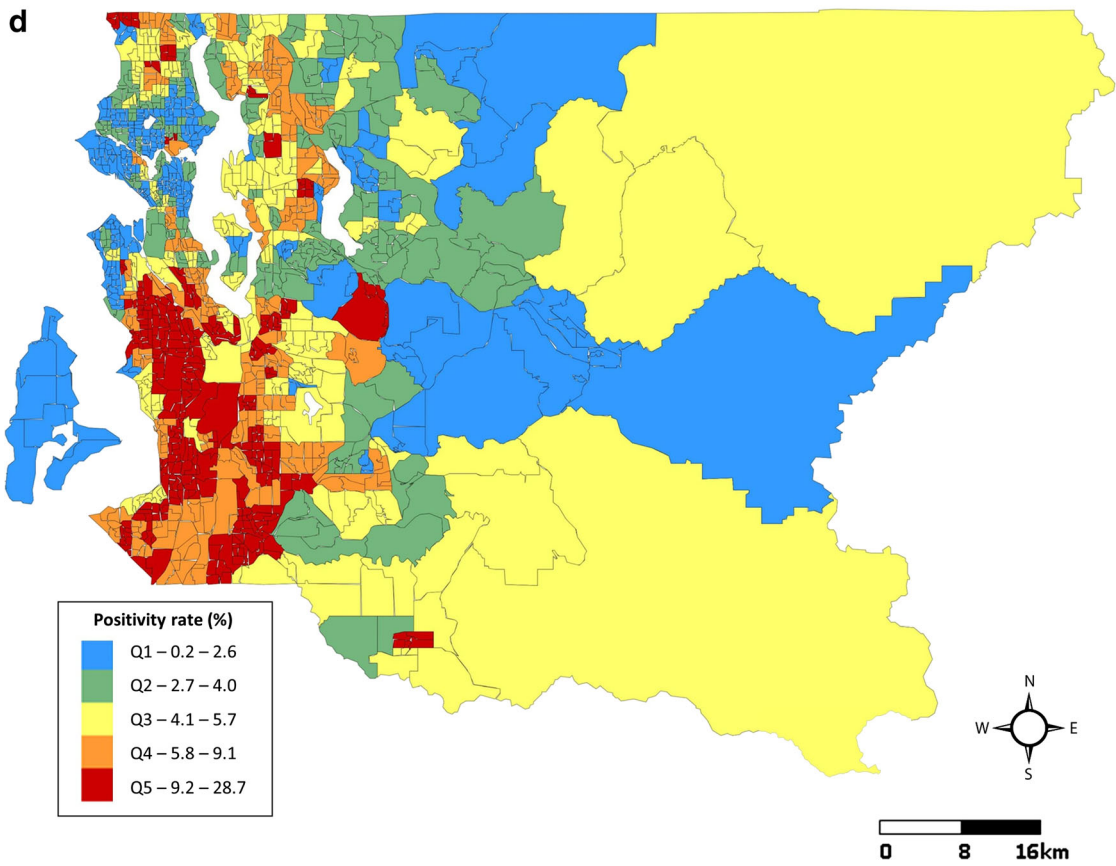 d
Positivity rate (%)
Q1 – 0.2 – 2.6
Q2 – 2.7 – 4.0
Q3 – 4.1 – 5.7
Q4 – 5.8 – 9.1
Q5 – 9.2 – 28.7
N
W E
S
0 8 16km